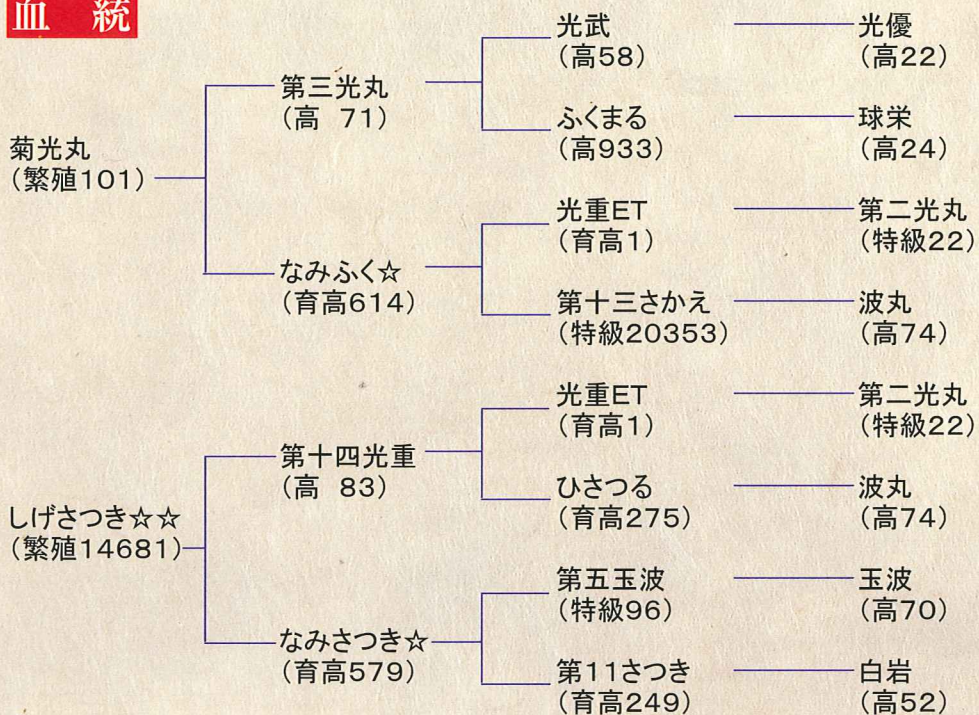 血統
菊光丸
(繁殖101)
第三光丸
(高 71)
光武
(高58)
光優
(高22)
ふくまる
(高933)
球栄
(高24)
なみふく☆
(育高614)
光重ET
(育高1)
第二光丸
(特級22)
第十三さかえ
(特級20353)
波丸
(高74)
しげさつき☆☆
(繁殖14681)
第十四光重
(高 83)
光重ET
(育高1)
第二光丸
(特級22)
ひさつる
(育高275)
波丸
(高74)
なみさつき☆
(育高579)
第五玉波
(特級96)
玉波
(高70)
第11さつき
(育高249)
白岩
(高52)